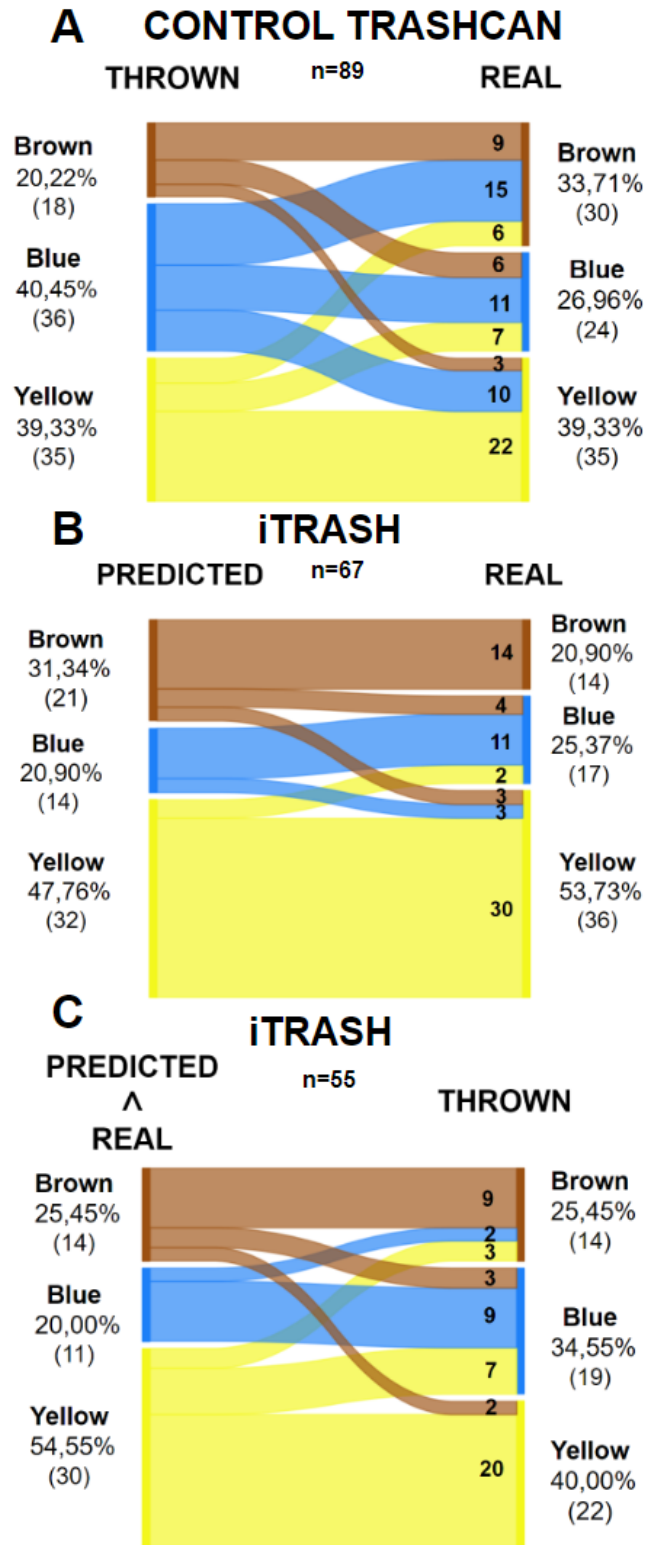 A CONTROL TRASHCAN
THROWN n=89 REAL
Brown
20,22%
(18)
Blue
40,45%
(36)
Yellow
39,33%
(35)
9
15
6
6
11
7
3
10
22
Brown
33,71%
(30)
Blue
26,96%
(24)
Yellow
39,33%
(35)
B iTRASH
PREDICTED n=67 REAL
Brown
31,34%
(21)
Blue
20,90%
(14)
Yellow
47,76%
(32)
14
4
11
2
3
3
30
Brown
20,90%
(14)
Blue
25,37%
(17)
Yellow
53,73%
(36)
C iTRASH
PREDICTED
∧
REAL
n=55
THROWN
Brown
25,45%
(14)
Blue
20,00%
(11)
Yellow
54,55%
(30)
9
2
3
3
9
7
2
20
Brown
25,45%
(14)
Blue
34,55%
(19)
Yellow
40,00%
(22)